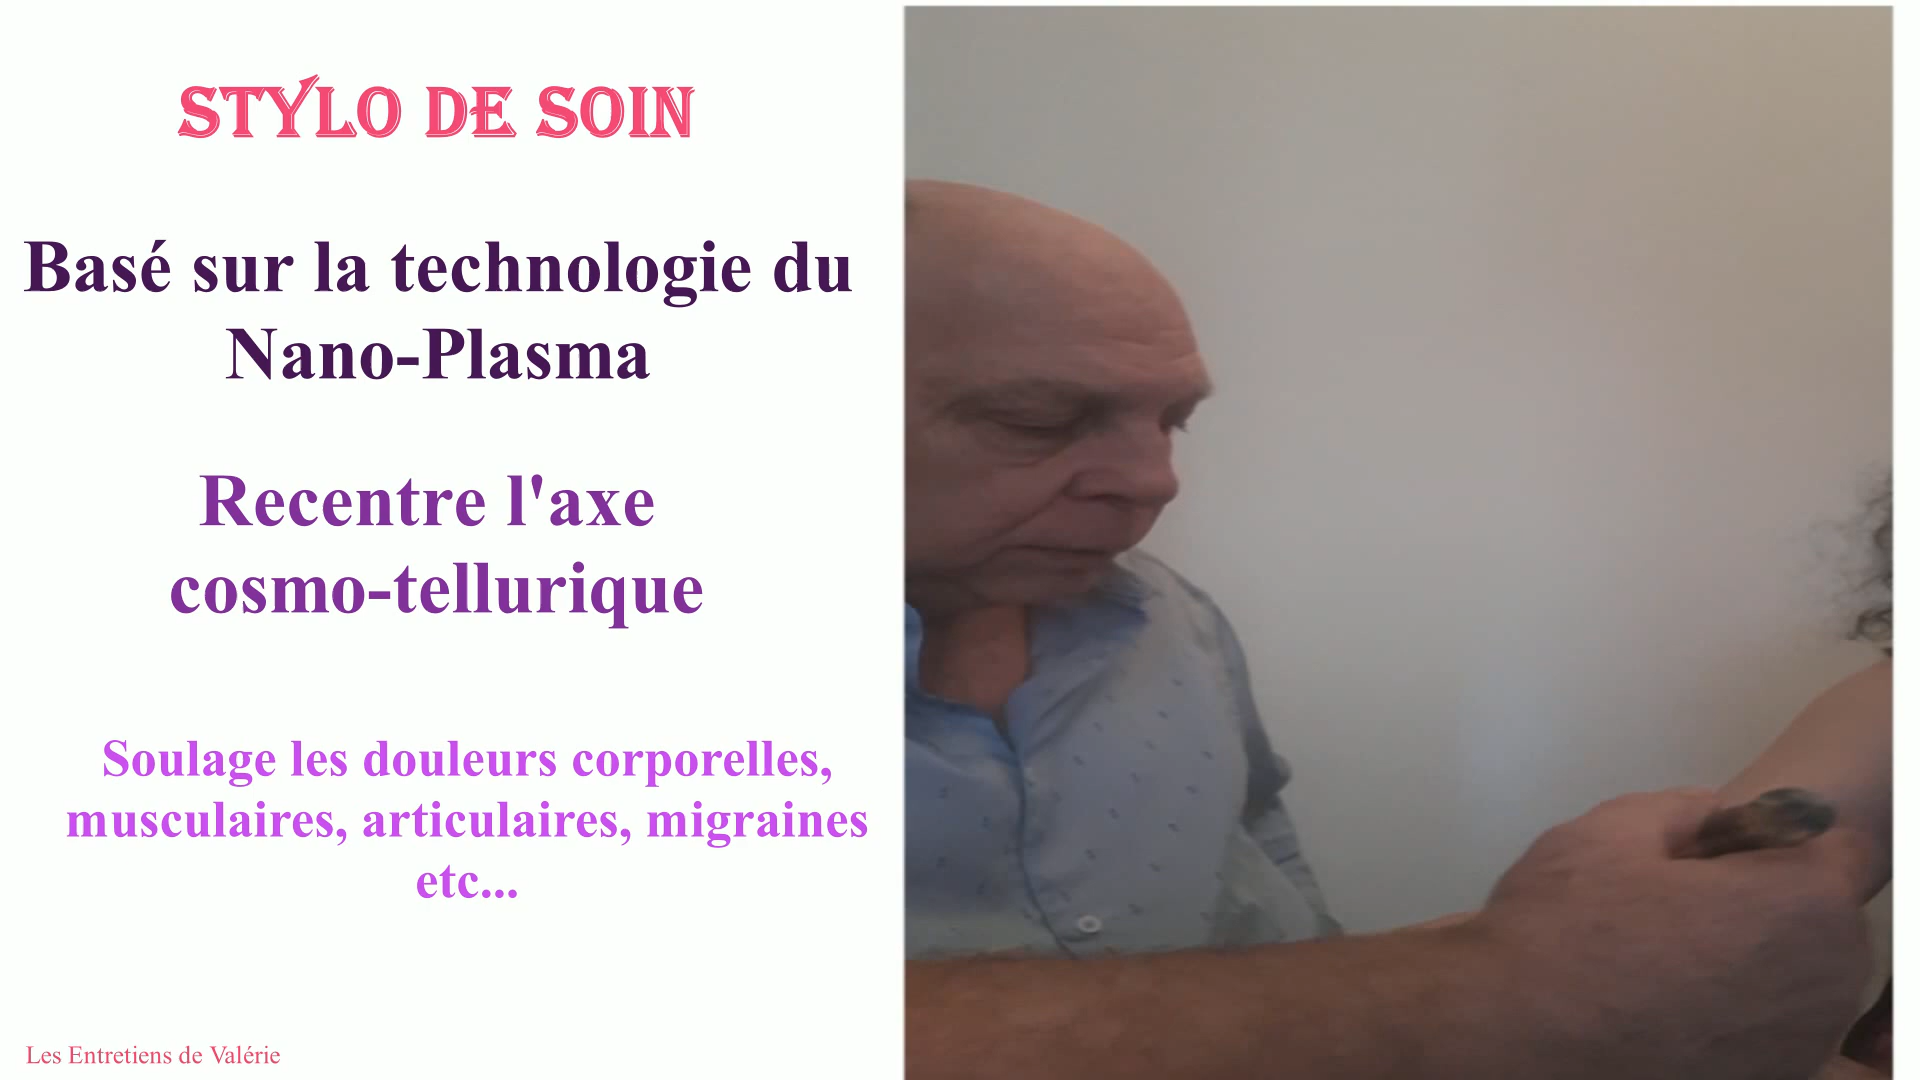 STYLO DE SOIN
Basé sur la technologie du
Nano-Plasma
Recentre l'axe
cosmo-tellurique
Soulage les douleurs corporelles,
musculaires, articulaires, migraines
etc...
Les Entretiens de Valérie